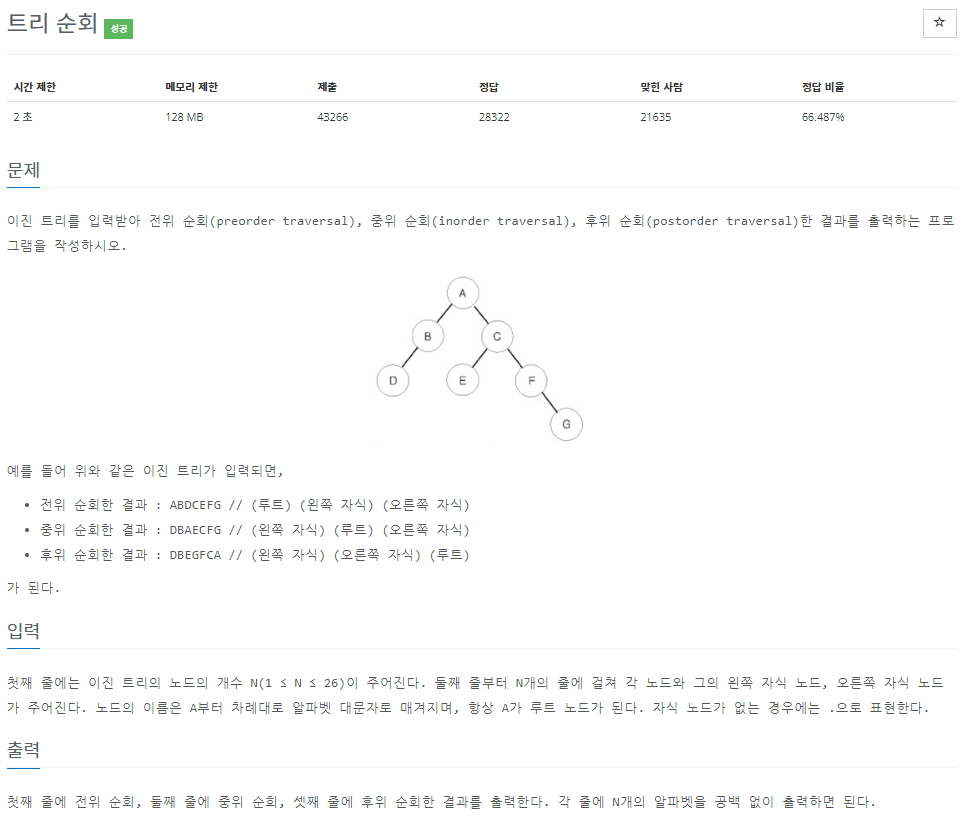 트리 순회 성공
☆
시간 제한 메모리 제한 제출 정답 맞힌 사람 정답 비율
2 초 128 MB 43266 28322 21635 66.487%
문제
이진 트리를 입력받아 전위 순회(preorder traversal), 중위 순회(inorder traversal), 후위 순회(postorder traversal)한 결과를 출력하는 프로
그램을 작성하시오.
A
B C
D E F
G
예를 들어 위와 같은 이진 트리가 입력되면,
• 전위 순회한 결과 : ABDCEFG // (루트) (왼쪽 자식) (오른쪽 자식)
• 중위 순회한 결과 : DBAECFG // (왼쪽 자식) (루트) (오른쪽 자식)
• 후위 순회한 결과 : DBEGFCA // (왼쪽 자식) (오른쪽 자식) (루트)
가 된다.
입력
첫째 줄에는 이진 트리의 노드의 개수 N(1 ≤ N ≤ 26)이 주어진다. 둘째 줄부터 N개의 줄에 걸쳐 각 노드와 그의 왼쪽 자식 노드, 오른쪽 자식 노드
가 주어진다. 노드의 이름은 A부터 차례대로 알파벳 대문자로 매겨지며, 항상 A가 루트 노드가 된다. 자식 노드가 없는 경우에는 .으로 표현한다.
출력
첫째 줄에 전위 순회, 둘째 줄에 중위 순회, 셋째 줄에 후위 순회한 결과를 출력한다. 각 줄에 N개의 알파벳을 공백 없이 출력하면 된다.